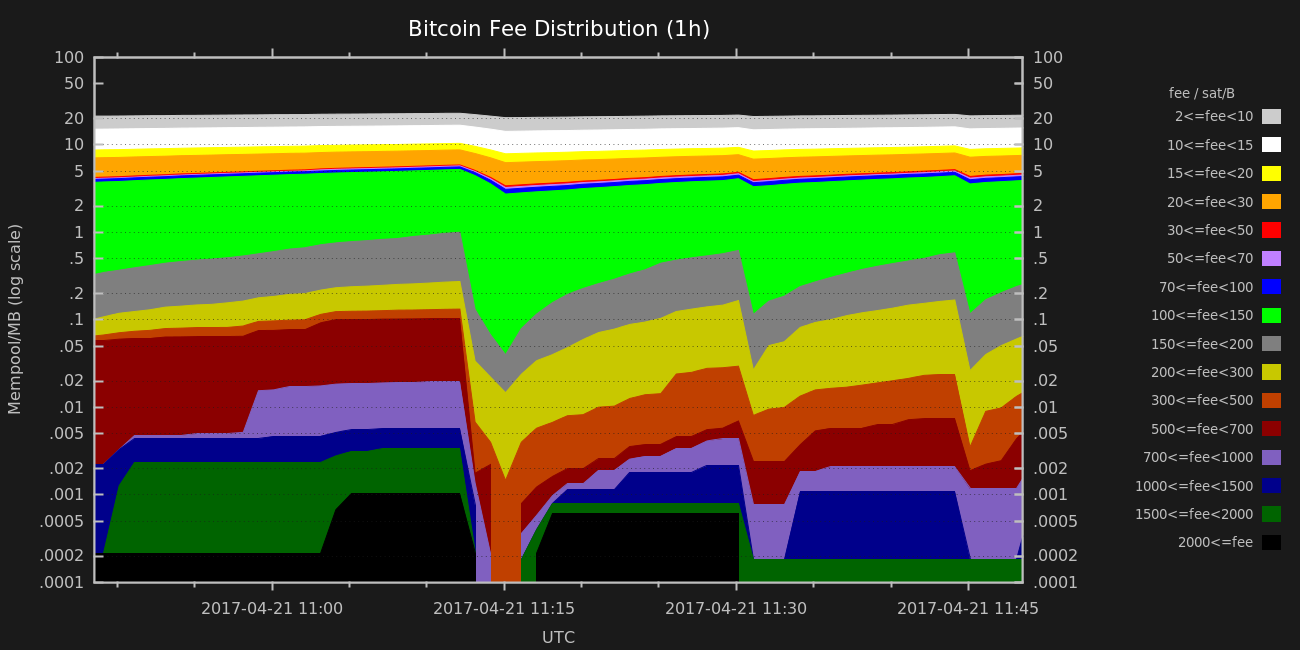 Bitcoin Fee Distribution (1h)
100
50
20
10
5
2
1
.5
.2
.1
.05
.02
.01
.005
.002
.001
.0005
.0002
.0001
Mempool/MB (log scale)
100
50
20
10
5
2
1
.5
.2
.1
.05
.02
.01
.005
.002
.001
.0005
.0002
.0001
2017-04-21 11:00
2017-04-21 11:15
2017-04-21 11:30
2017-04-21 11:45
UTC
fee / sat/B
2<=fee<10
10<=fee<15
15<=fee<20
20<=fee<30
30<=fee<50
50<=fee<70
70<=fee<100
100<=fee<150
150<=fee<200
200<=fee<300
300<=fee<500
500<=fee<700
700<=fee<1000
1000<=fee<1500
1500<=fee<2000
2000<=fee